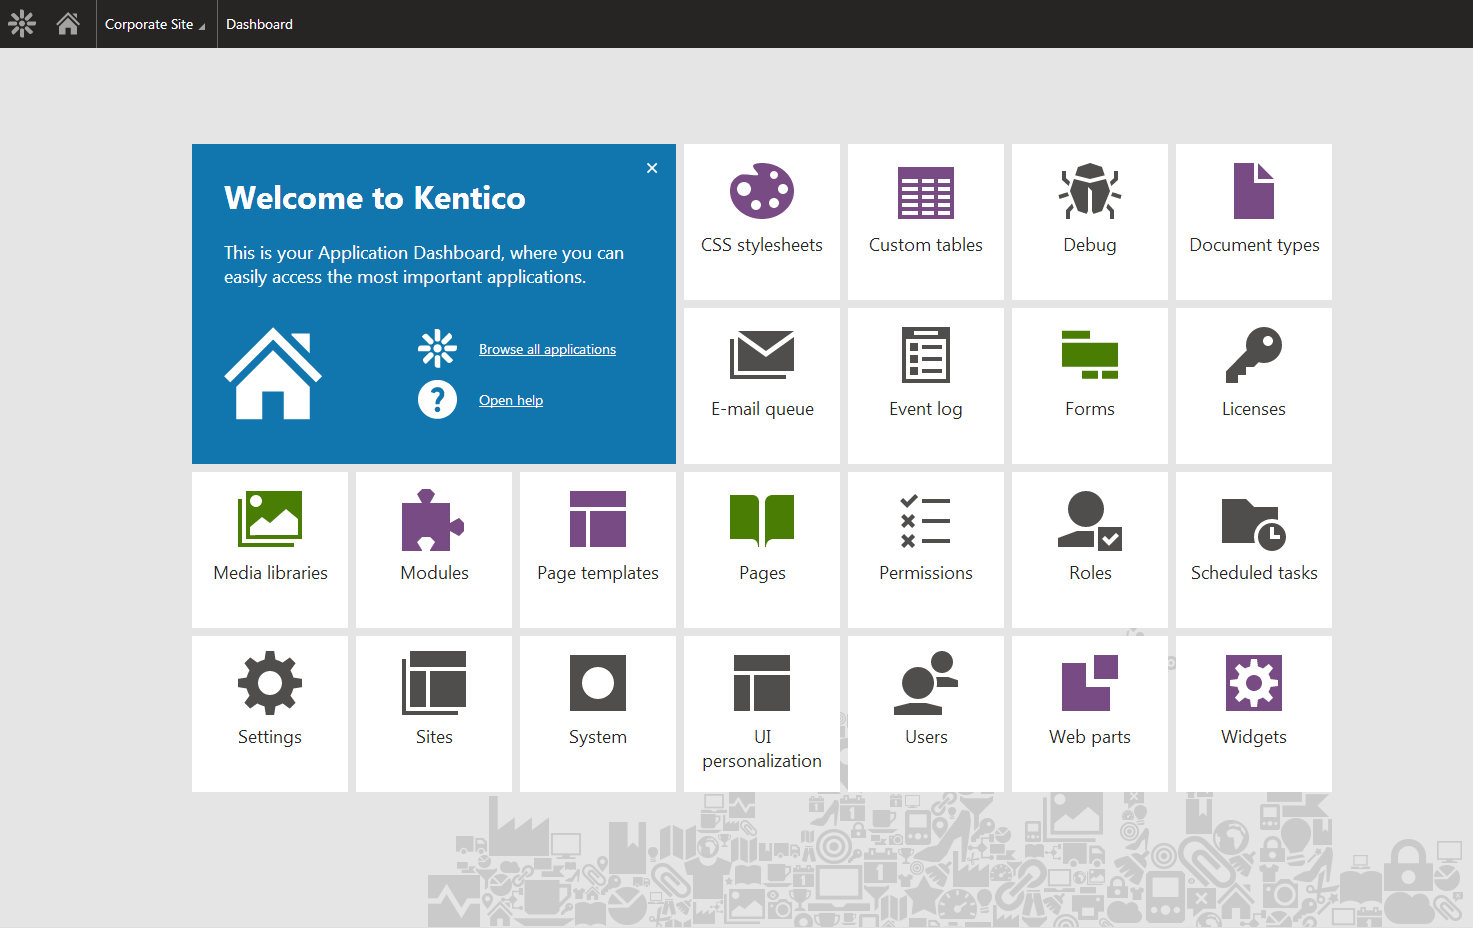 Corporate Site
Dashboard
Welcome to Kentico
This is your Application Dashboard, where you can
easily access the most important applications.
Browse all applications
Open help
CSS stylesheets
Custom tables
Debug
Document types
E-mail queue
Event log
Forms
Licenses
Media libraries
Modules
Page templates
Pages
Permissions
Roles
Scheduled tasks
Settings
Sites
System
UI
personalization
Users
Web parts
Widgets